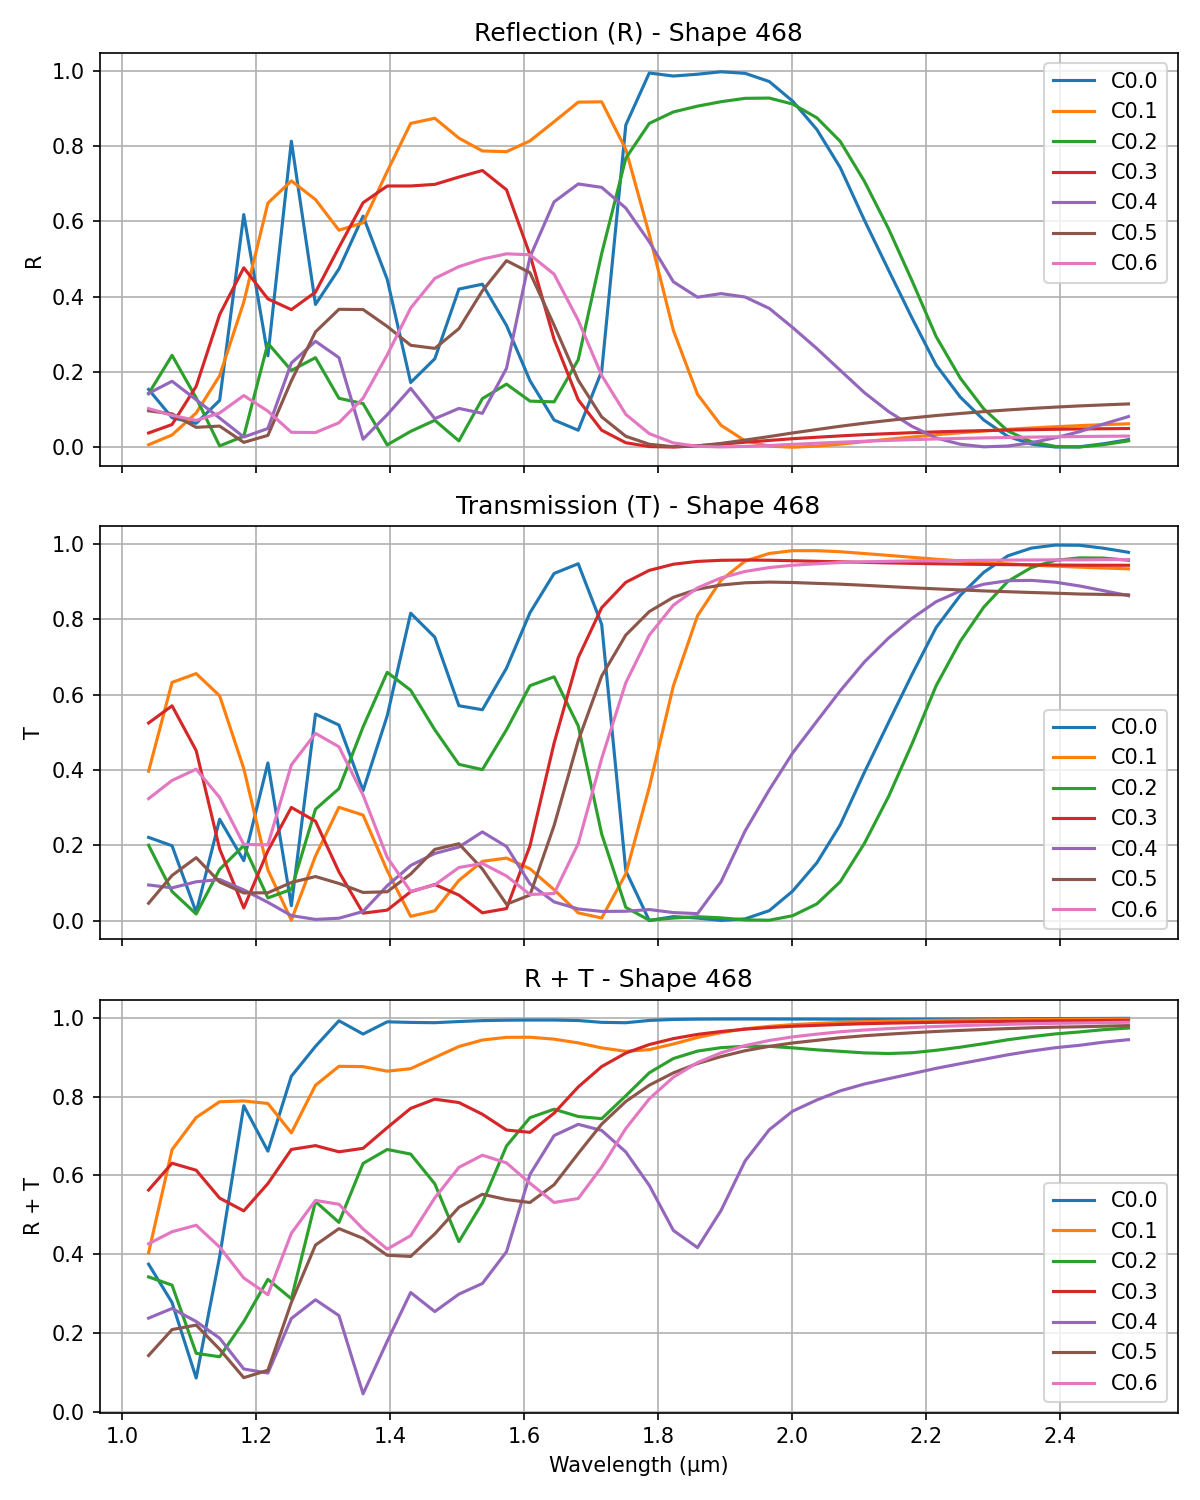 Reflection (R) - Shape 468
1.0
0.8
0.6
0.4
0.2
0.0
R
C0.0
C0.1
C0.2
C0.3
C0.4
C0.5
C0.6
Transmission (T) - Shape 468
1.0
0.8
0.6
0.4
0.2
0.0
T
C0.0
C0.1
C0.2
C0.3
C0.4
C0.5
C0.6
R + T - Shape 468
1.0
0.8
0.6
0.4
0.2
0.0
R + T
C0.0
C0.1
C0.2
C0.3
C0.4
C0.5
C0.6
1.0 1.2 1.4 1.6 1.8 2.0 2.2 2.4
Wavelength (μm)